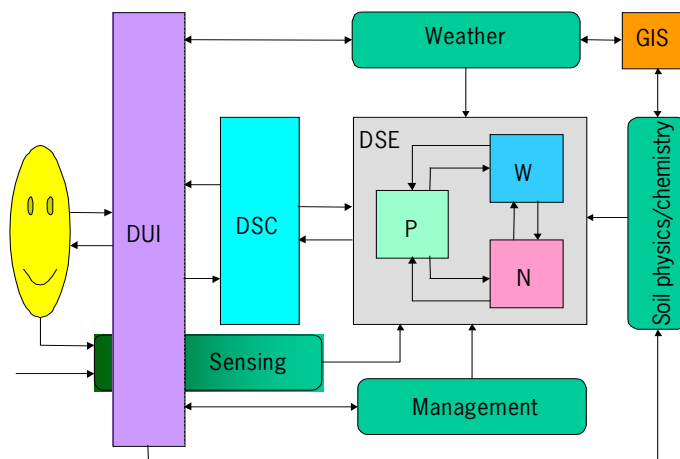 Weather
GIS
DSE
W
DUI
DSC
P
N
Soil physics/chemistry
Sensing
Management